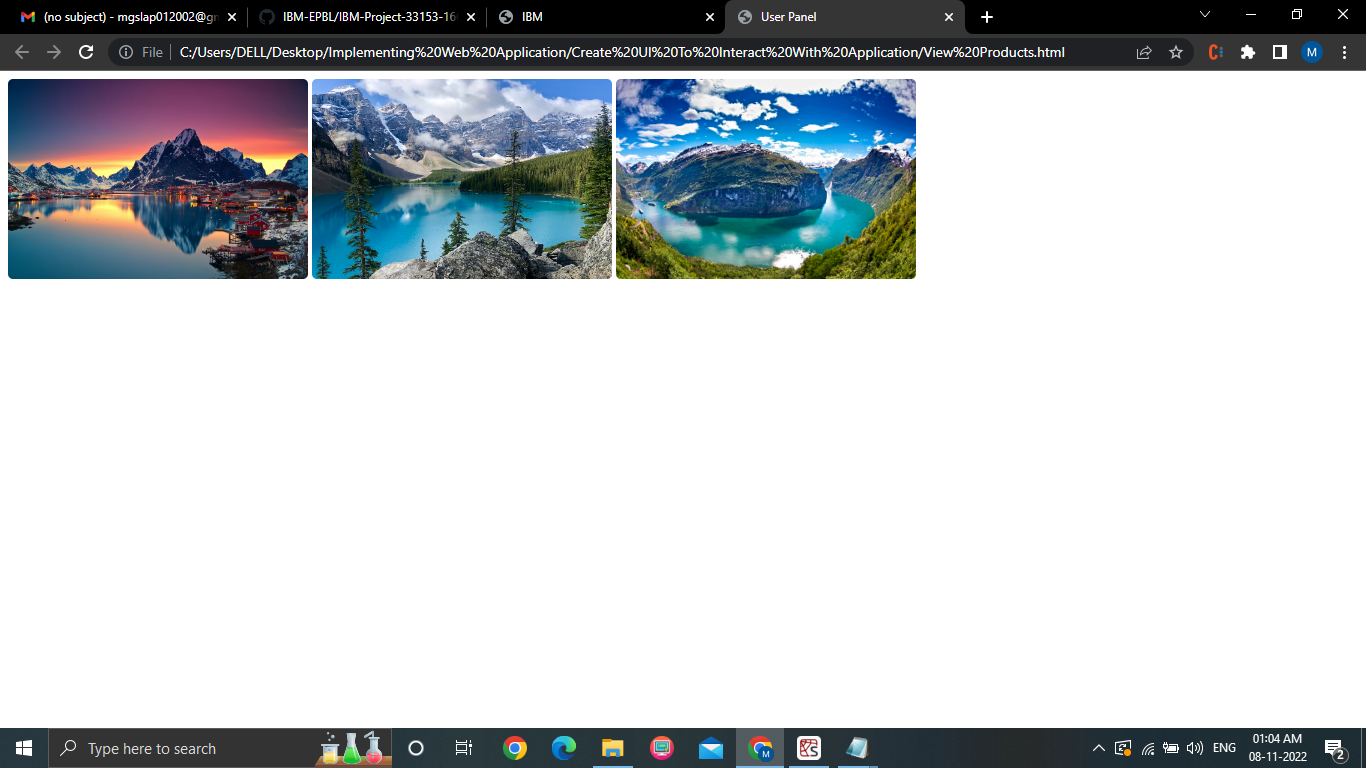 (no subject) - mgslap012002@gm
IBM-EPBL/IBM-Project-33153-16
IBM
User Panel
File
C:/Users/DELL/Desktop/Implementing%20Web%20Application/Create%20UI%20To%20Interact%20With%20Application/View%20Products.html
M
Type here to search
M
ENG
01:04 AM
08-11-2022
2